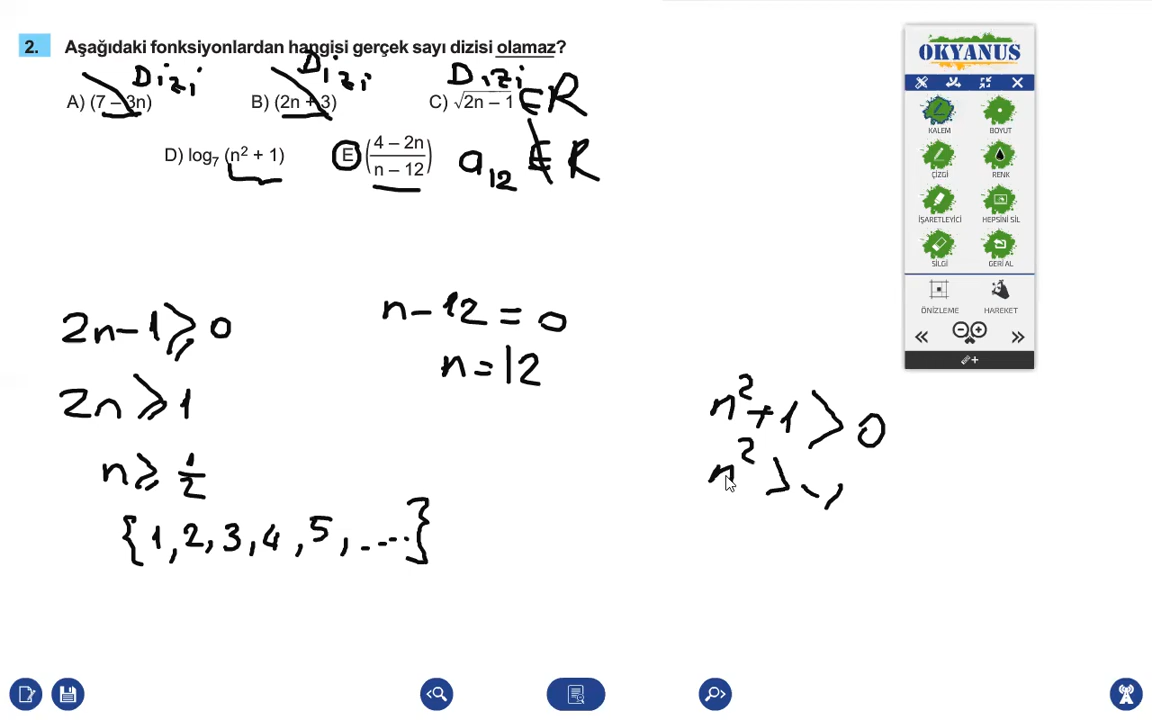 2. Aşağıdaki fonksiyonlardan hangisi gerçek sayı dizisi olamaz?
Dizi Dizi Dizi
A) (7 – 3n) B) (2n + 3) C) √2n – 1 ∈ R
D) log₇ (n² + 1) E) (4 – 2n / n – 12) a₁₂ ∉ R
2n-1 ⩾ 0
2n ⩾ 1
n ⩾ 1/2
{1, 2, 3, 4, 5, ....}
n - 12 = 0
n = 12
n² + 1 > 0
n² > -1
OKYANUS
KALEM BOYUT
ÇİZGİ RENK
İŞARETLEYİCİ HEPSİNİ SİL
SİLGİ GERİ AL
ÖNİZLEME HAREKET